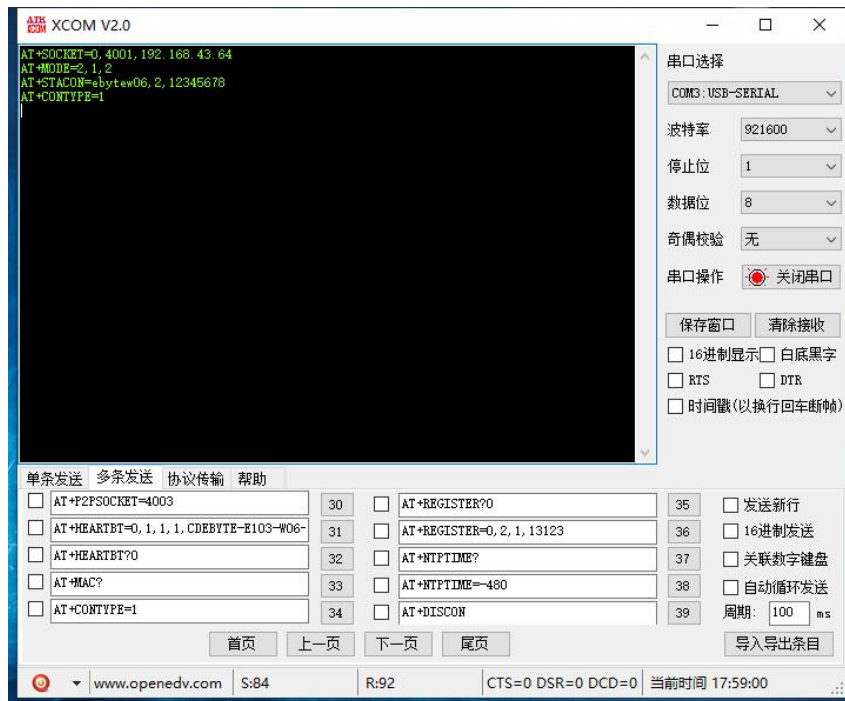 ATK XCOM XCOM V2.0
AT+SOCKET=0,4001,192.168.43.64
AT+MODE=2,1,2
AT+STACON=ebytew06,2,12345678
AT+CONTYPE=1
串口选择
COM3:USB-SERIAL
波特率 921600
停止位 1
数据位 8
奇偶校验 无
串口操作 关闭串口
保存窗口 清除接收
16进制显示 白底黑字
RTS DTR
时间戳(以换行回车断帧)
单条发送 多条发送 协议传输 帮助
AT+P2PSOCKET=4003 30 AT+REGISTER?0 35 发送新行
AT+HEARTBT=0,1,1,1,CDEBYTE-E103-W06- 31 AT+REGISTER=0,2,1,13123 36 16进制发送
AT+HEARTBT?0 32 AT+NTPTIME? 37 关联数字键盘
AT+MAC? 33 AT+NTPTIME=-480 38 自动循环发送
AT+CONTYPE=1 34 AT+DISCON 39 周期: 100 ms
首页 上一页 下一页 尾页 导入导出条目
www.openedv.com S:84 R:92 CTS=0 DSR=0 DCD=0 当前时间 17:59:00